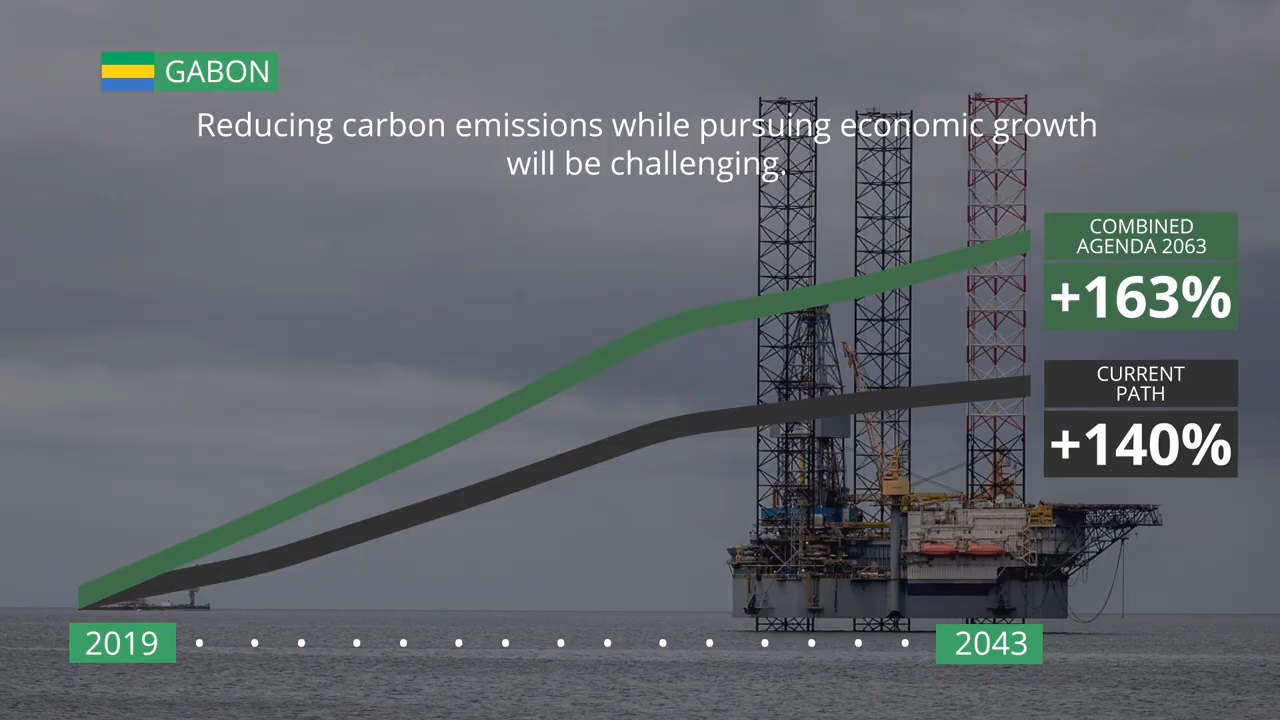 GABON
Reducing carbon emissions while pursuing economic growth
will be challenging.
COMBINED
AGENDA 2063
+163%
CURRENT
PATH
+140%
2019
2043